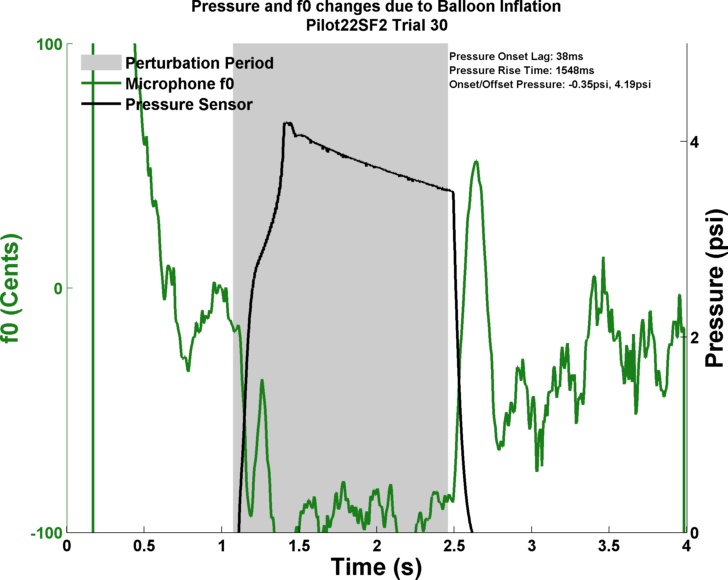 Pressure and f0 changes due to Balloon Inflation
Pilot22SF2 Trial 30
Perturbation Period
Microphone f0
Pressure Sensor
Pressure Onset Lag: 38ms
Pressure Rise Time: 1548ms
Onset/Offset Pressure: -0.35psi, 4.19psi
f0 (Cents)
100
0
-100
Pressure (psi)
4
2
0
0 0.5 1 1.5 2 2.5 3 3.5 4
Time (s)